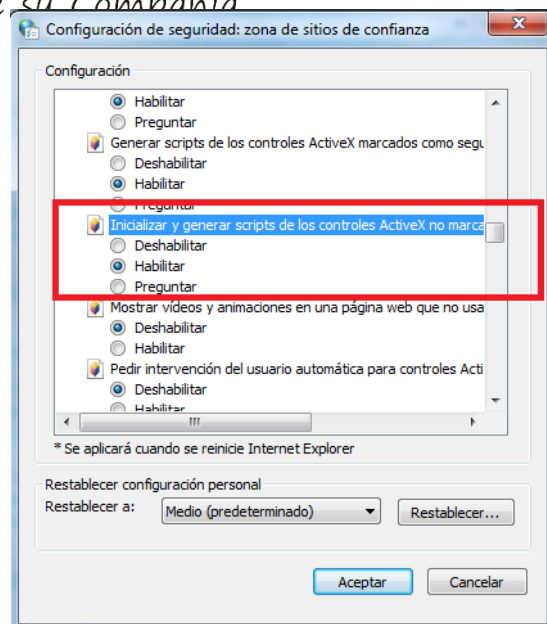 su Compañía
Configuración de seguridad: zona de sitios de confianza
Configuración
Habilitar
Preguntar
Generar scripts de los controles ActiveX marcados como segu
Deshabilitar
Habilitar
Preguntar
Inicializar y generar scripts de los controles ActiveX no marca
Deshabilitar
Habilitar
Preguntar
Mostrar vídeos y animaciones en una página web que no usa
Deshabilitar
Habilitar
Pedir intervención del usuario automática para controles Acti
Deshabilitar
Habilitar
* Se aplicará cuando se reinicie Internet Explorer
Restablecer configuración personal
Restablecer a: Medio (predeterminado) Restablecer...
Aceptar Cancelar